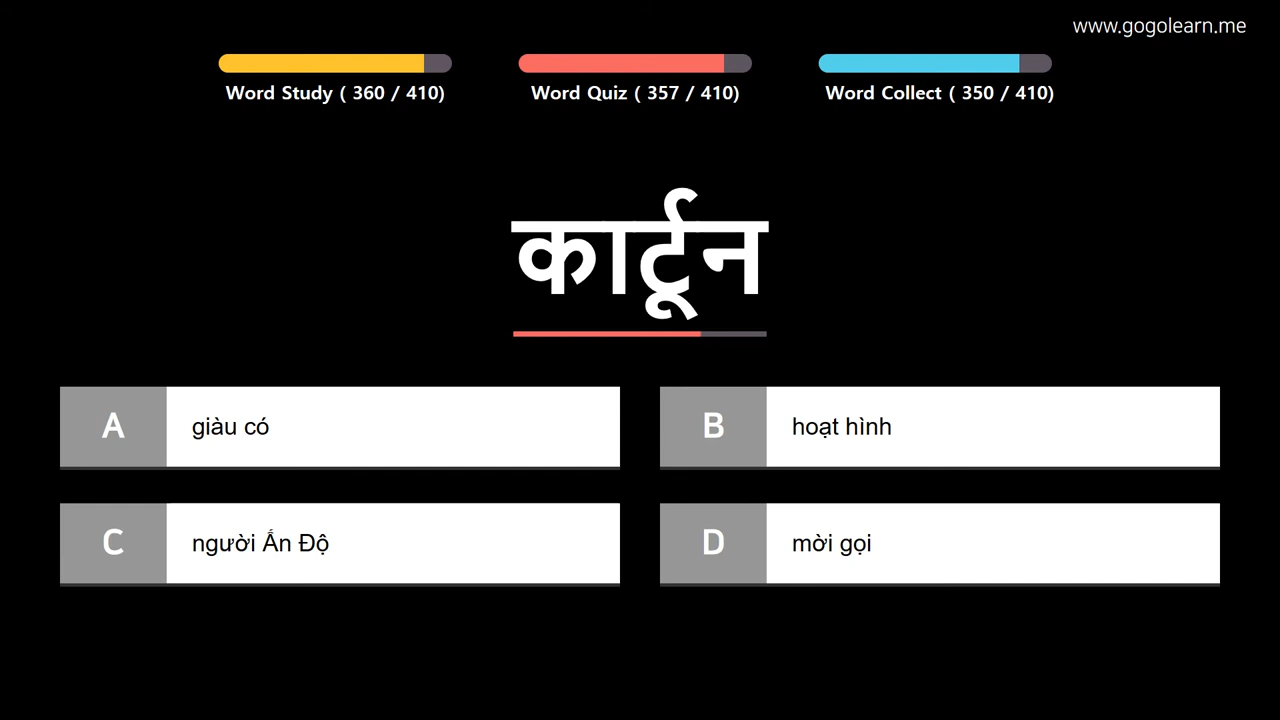 www.gogolearn.me
Word Study ( 360 / 410)
Word Quiz ( 357 / 410)
Word Collect ( 350 / 410)
कार्टून
A
giàu có
B
hoạt hình
C
người Ấn Độ
D
mời gọi